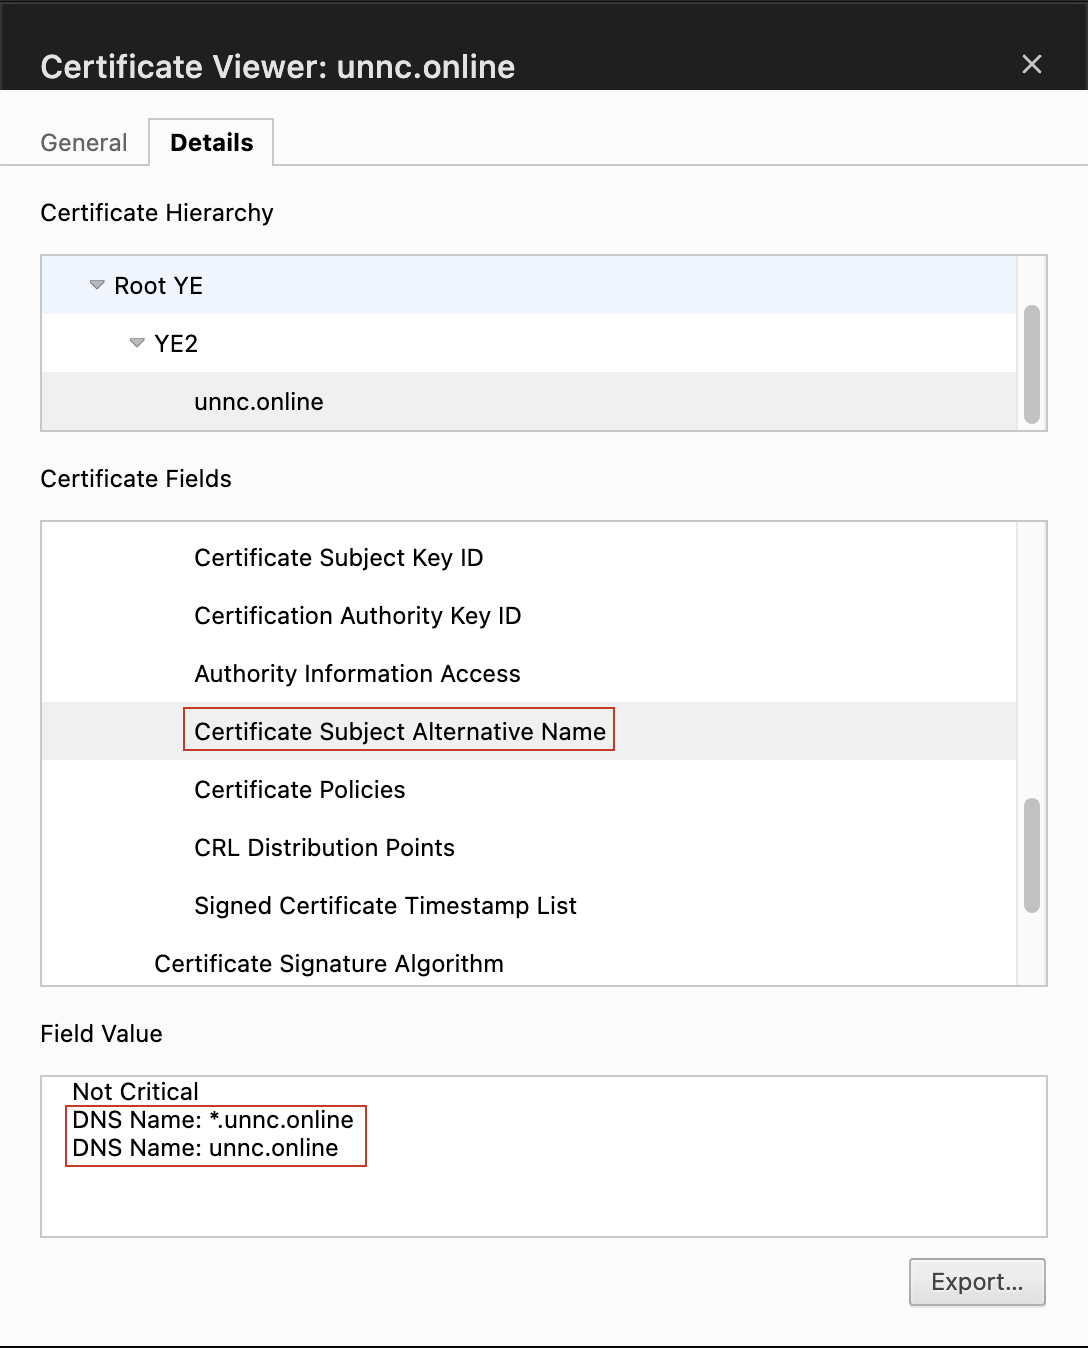 Certificate Viewer: unnc.online
General Details
Certificate Hierarchy
Root YE
YE2
unnc.online
Certificate Fields
Certificate Subject Key ID
Certification Authority Key ID
Authority Information Access
Certificate Subject Alternative Name
Certificate Policies
CRL Distribution Points
Signed Certificate Timestamp List
Certificate Signature Algorithm
Field Value
Not Critical
DNS Name: *.unnc.online
DNS Name: unnc.online
Export...